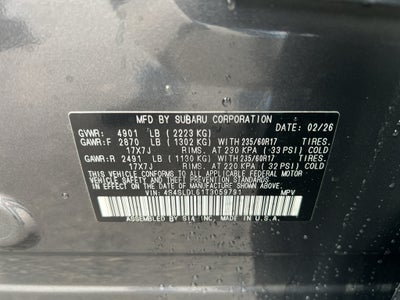 MFD. BY SUBARU CORPORATION DATE: 02/26
GVWR: 4901 LB (2223 KG)
GAWR:F 2870 LB (1302 KG) WITH 235/60R17 TIRES.
17X7J RIMS. AT 230 KPA (33 PSI) COLD
GAWR:R 2491 LB (1130 KG) WITH 235/60R17 TIRES.
17X7J RIMS. AT 220 KPA (32 PSI) COLD
THIS VEHICLE CONFORMS TO ALL APPLICABLE FEDERAL MOTOR
VEHICLE SAFETY, BUMPER, AND THEFT PREVENTION STANDARDS
IN EFFECT ON THE DATE OF MANUFACTURE SHOWN ABOVE.
VIN: 4S4SLDL61T3059791 MPV
ASSEMBLED BY SIA INC. MADE IN U.S.A.